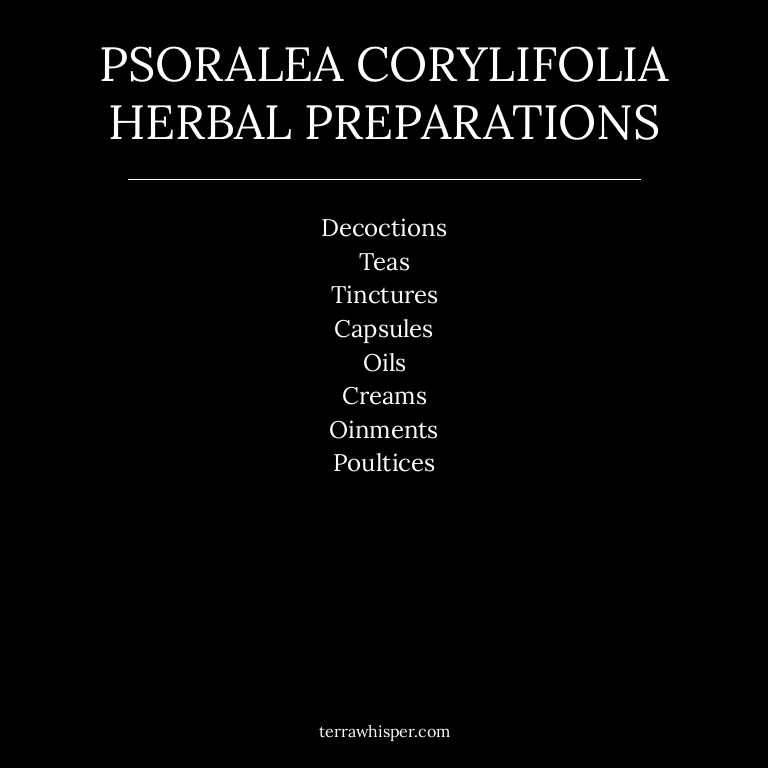 PSORALEA CORYLIFOLIA
HERBAL PREPARATIONS
Decoctions
Teas
Tinctures
Capsules
Oils
Creams
Oinments
Poultices
terrawhisper.com